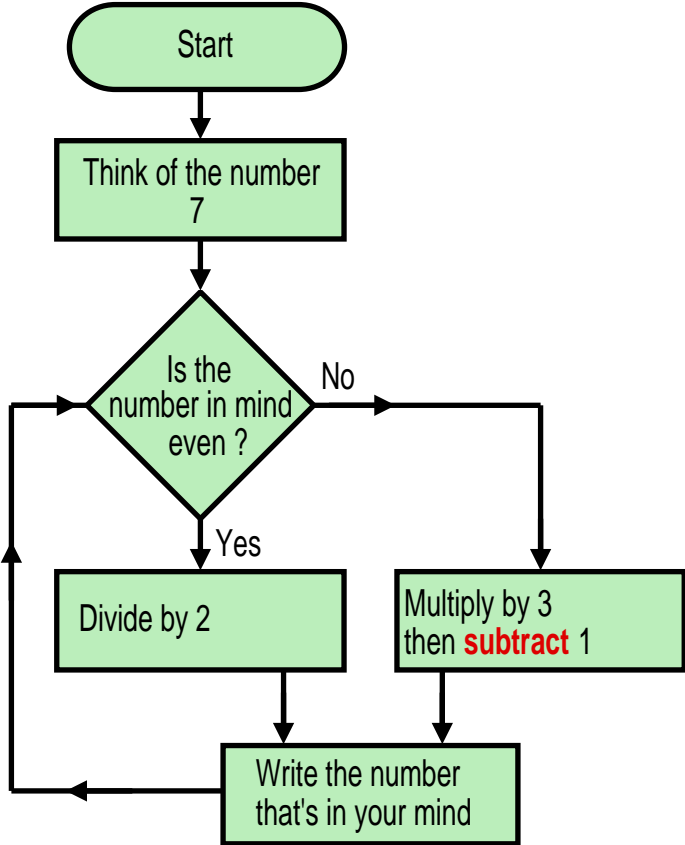 Start
Think of the number
7
Is the
number in mind
even ?
No
Yes
Divide by 2
Multiply by 3
then subtract 1
Write the number
that's in your mind